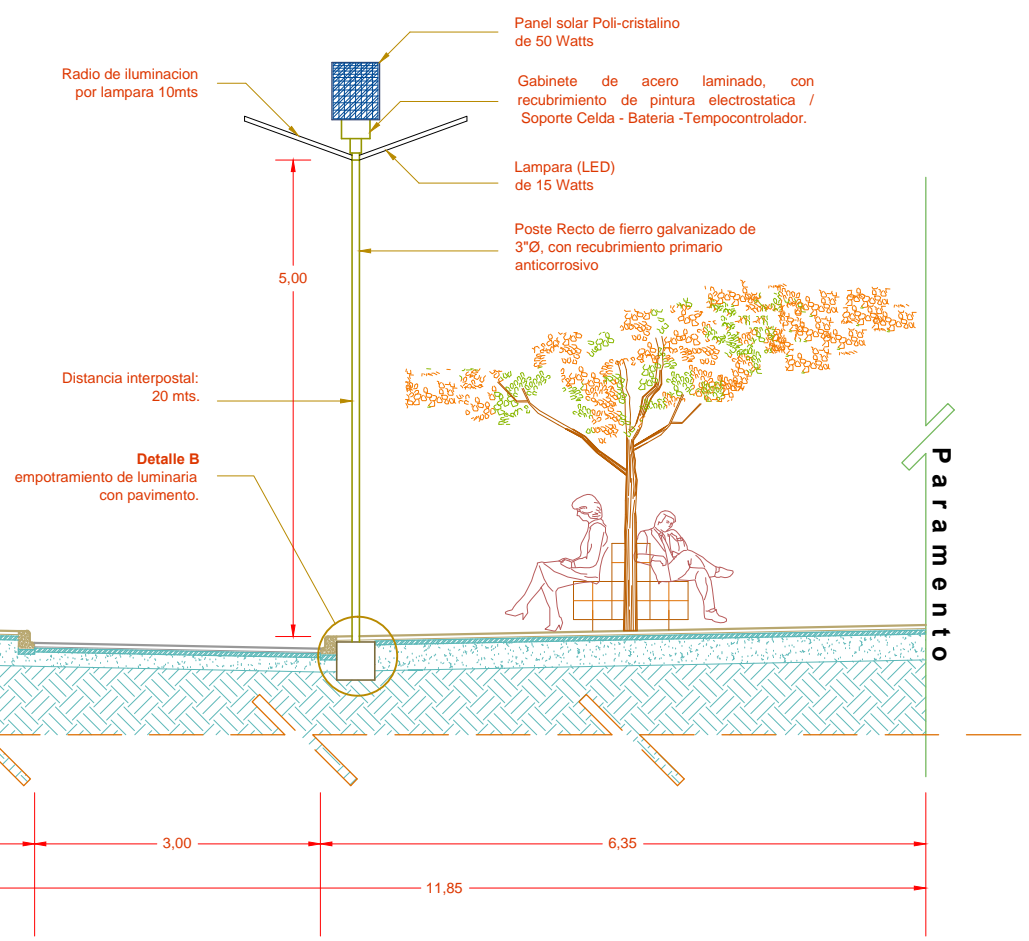 Panel solar Poli-cristalino
de 50 Watts
Radio de iluminacion
por lampara 10mts
Gabinete de acero laminado, con
recubrimiento de pintura electrostatica /
Soporte Celda - Bateria -Tempocontrolador.
Lampara (LED)
de 15 Watts
Poste Recto de fierro galvanizado de
3"Ø, con recubrimiento primario
anticorrosivo
5,00
Distancia interpostal:
20 mts.
Detalle B
empotramiento de luminaria
con pavimento.
Paramento
3,00
6,35
11,85